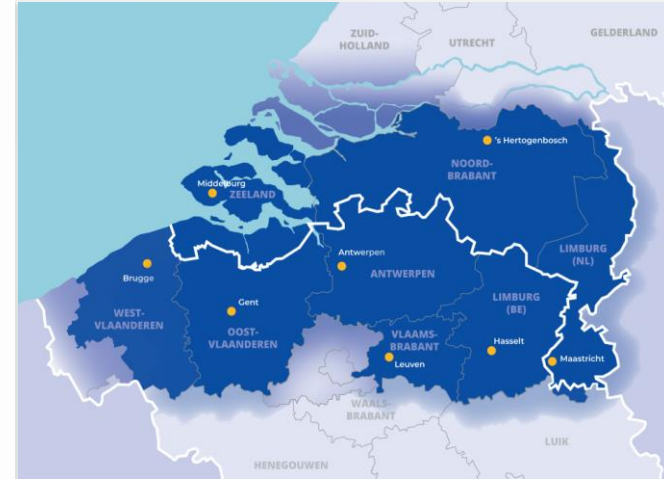 ZUID-
HOLLAND
UTRECHT
GELDERLAND
's Hertogenbosch
NOORD-
BRABANT
Middelburg
ZEELAND
LIMBURG
(NL)
Antwerpen
ANTWERPEN
Brugge
Gent
LIMBURG
(BE)
WEST-
VLAANDEREN
OOST-
VLAANDEREN
VLAAMS-
BRABANT
Hasselt
Leuven
Maastricht
WAALS-
BRABANT
LUIK
HENEGOUWEN